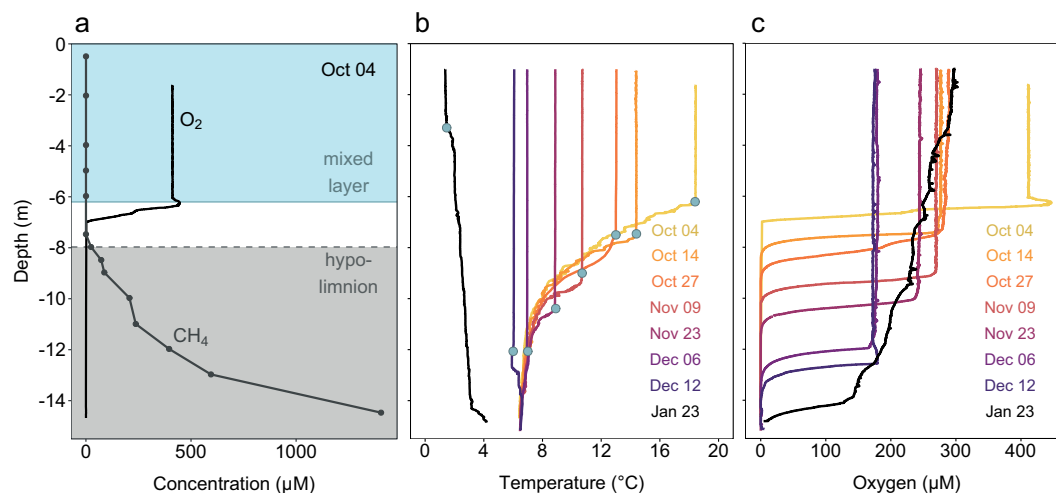 a
b
c
0
-2
-4
-6
-8
-10
-12
-14
Depth (m)
Oct 04
O2
mixed
layer
hypo-
limnion
CH4
0
500
1000
Concentration (µM)
Oct 04
Oct 14
Oct 27
Nov 09
Nov 23
Dec 06
Dec 12
Jan 23
0
4
8
12
16
20
Temperature (°C)
Oct 04
Oct 14
Oct 27
Nov 09
Nov 23
Dec 06
Dec 12
Jan 23
0
100
200
300
400
Oxygen (µM)